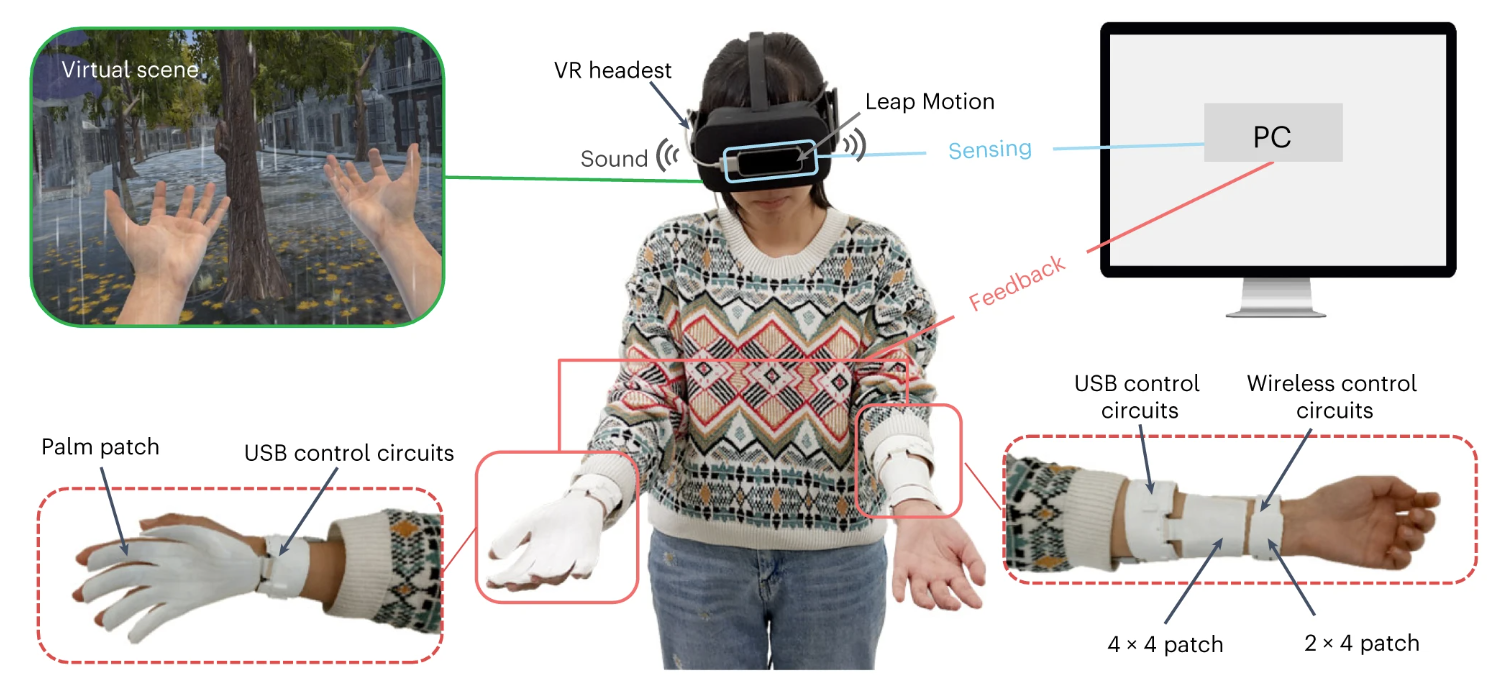 Virtual scene
VR headest
Leap Motion
Sound
Sensing
PC
Feedback
Palm patch
USB control circuits
USB control
circuits
Wireless control
circuits
4 × 4 patch
2 × 4 patch